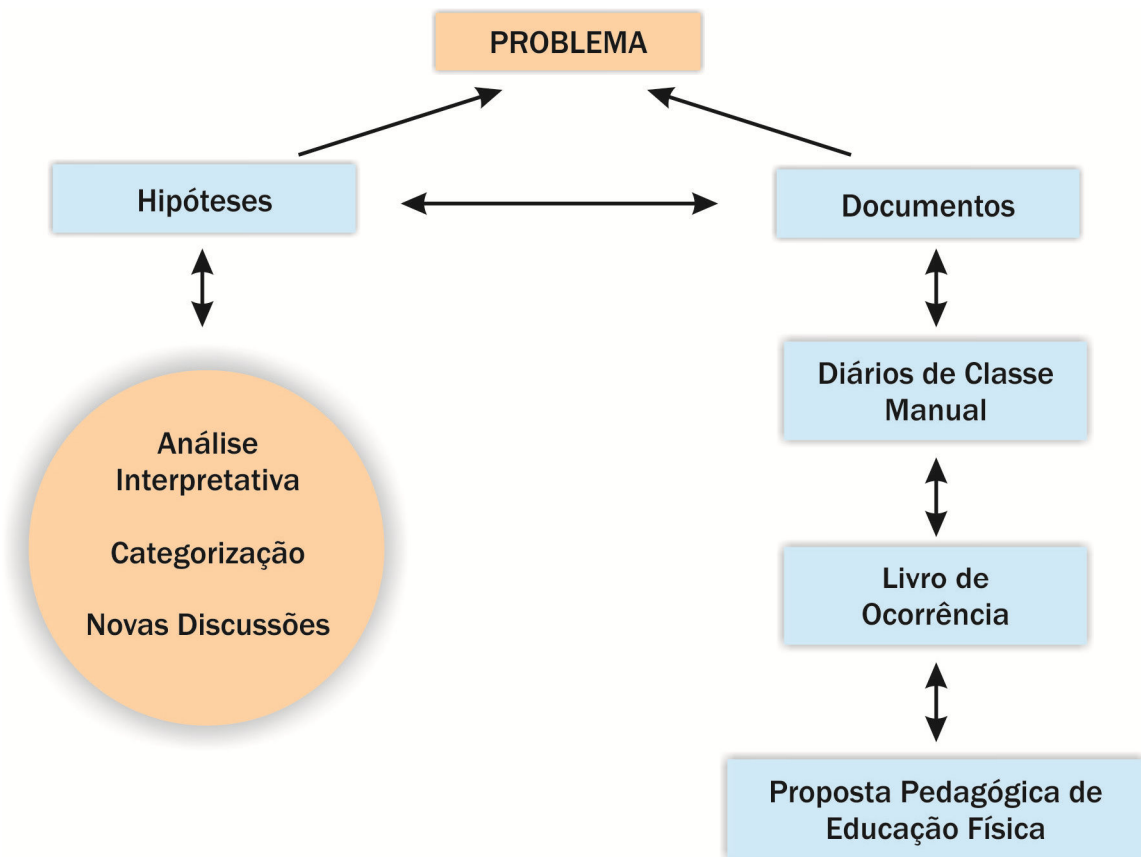 PROBLEMA
Hipóteses
Documentos
Diários de Classe
Manual
Análise
Interpretativa
Categorização
Novas Discussões
Livro de
Ocorrência
Proposta Pedagógica de
Educação Física